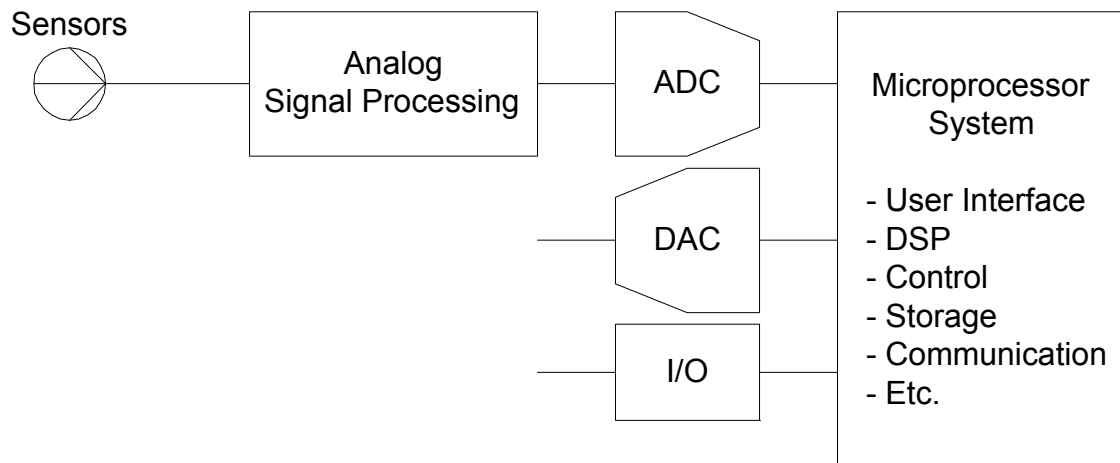 Sensors
Analog
Signal Processing
ADC
Microprocessor
System
- User Interface
- DSP
- Control
- Storage
- Communication
- Etc.
DAC
I/O